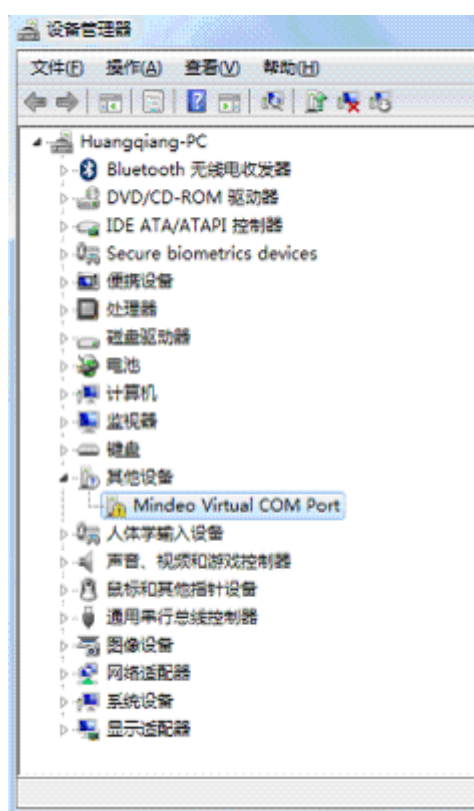 设备管理器
文件(F) 操作(A) 查看(V) 帮助(H)
Huangqiang-PC
Bluetooth 无线电收发器
DVD/CD-ROM 驱动器
IDE ATA/ATAPI 控制器
Secure biometrics devices
便携设备
处理器
磁盘驱动器
电池
计算机
监视器
键盘
其他设备
Mindeo Virtual COM Port
人体学输入设备
声音、视频和游戏控制器
鼠标和其他指针设备
通用串行总线控制器
图像设备
网络适配器
系统设备
显示适配器